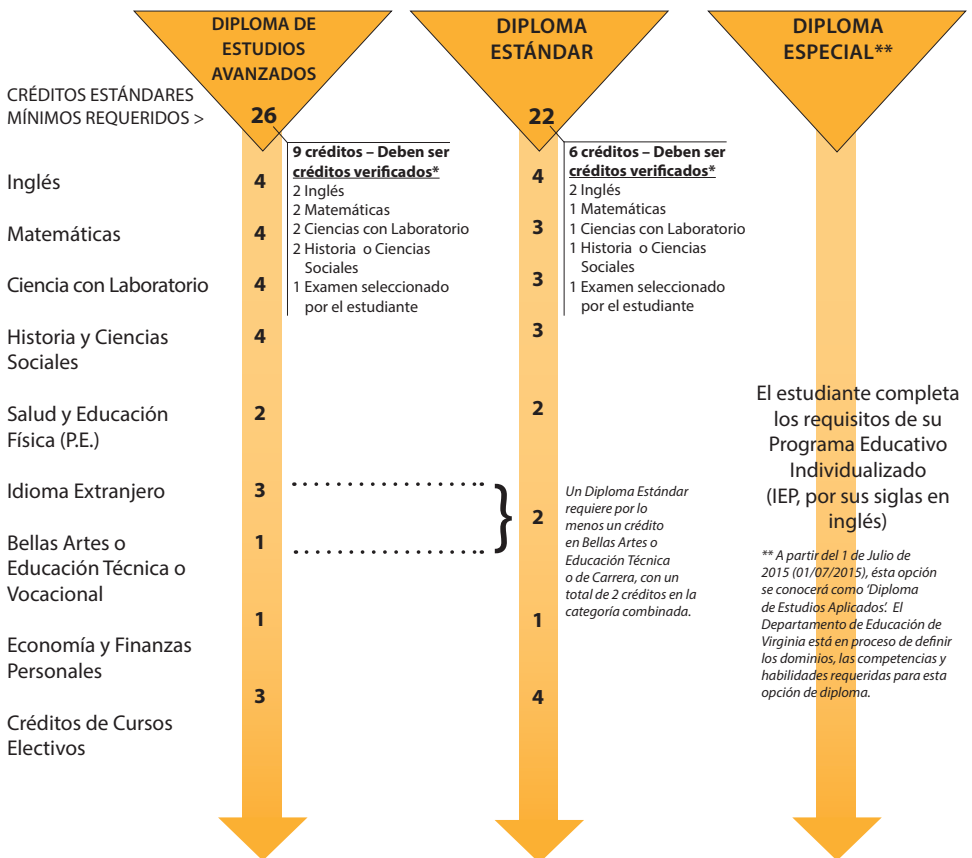 DIPLOMA DE
ESTUDIOS
AVANZADOS
DIPLOMA
ESTÁNDAR
DIPLOMA
ESPECIAL**
CRÉDITOS ESTÁNDARES
MÍNIMOS REQUERIDOS >
26
22
9 créditos – Deben ser
créditos verificados*
2 Inglés
2 Matemáticas
2 Ciencias con Laboratorio
2 Historia o Ciencias
Sociales
1 Examen seleccionado
por el estudiante
6 créditos – Deben ser
créditos verificados*
2 Inglés
1 Matemáticas
1 Ciencias con Laboratorio
1 Historia o Ciencias
Sociales
1 Examen seleccionado
por el estudiante
Inglés
4
4
Matemáticas
4
3
Ciencia con Laboratorio
4
3
Historia y Ciencias
Sociales
4
3
Salud y Educación
Física (P.E.)
2
2
Idioma Extranjero
3
Bellas Artes o
Educación Técnica o
Vocacional
1
}
2
Un Diploma Estándar
requiere por lo
menos un crédito
en Bellas Artes o
Educación Técnica
o de Carrera, con un
total de 2 créditos en la
categoría combinada.
Economía y Finanzas
Personales
1
1
Créditos de Cursos
Electivos
3
4
El estudiante completa
los requisitos de su
Programa Educativo
Individualizado
(IEP, por sus siglas en
inglés)
** A partir del 1 de Julio de
2015 (01/07/2015), ésta opción
se conocerá como ‘Diploma
de Estudios Aplicados’. El
Departamento de Educación de
Virginia está en proceso de definir
los dominios, las competencias y
habilidades requeridas para esta
opción de diploma.